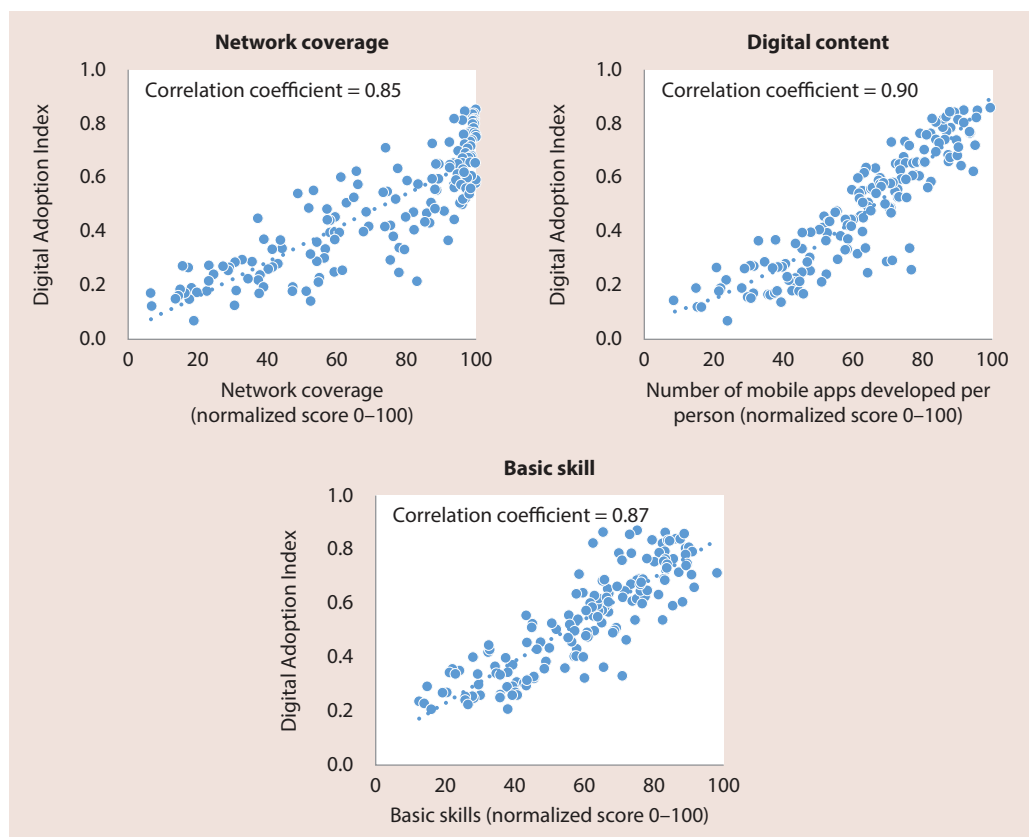 Network coverage
Correlation coefficient = 0.85
Digital Adoption Index
1.0
0.8
0.6
0.4
0.2
0.0
0 20 40 60 80 100
Network coverage
(normalized score 0–100)
Digital content
Correlation coefficient = 0.90
Digital Adoption Index
1.0
0.8
0.6
0.4
0.2
0.0
0 20 40 60 80 100
Number of mobile apps developed per
person (normalized score 0–100)
Basic skill
Correlation coefficient = 0.87
Digital Adoption Index
1.0
0.8
0.6
0.4
0.2
0.0
0 20 40 60 80 100
Basic skills (normalized score 0–100)